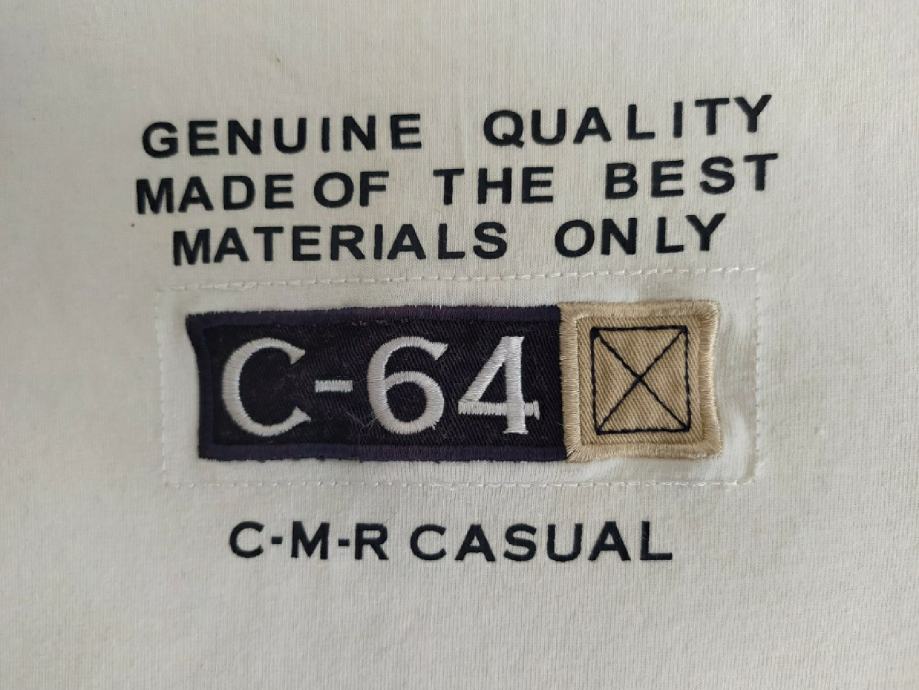 GENUINE QUALITY
MADE OF THE BEST
MATERIALS ONLY
C-64
C-M-R CASUAL